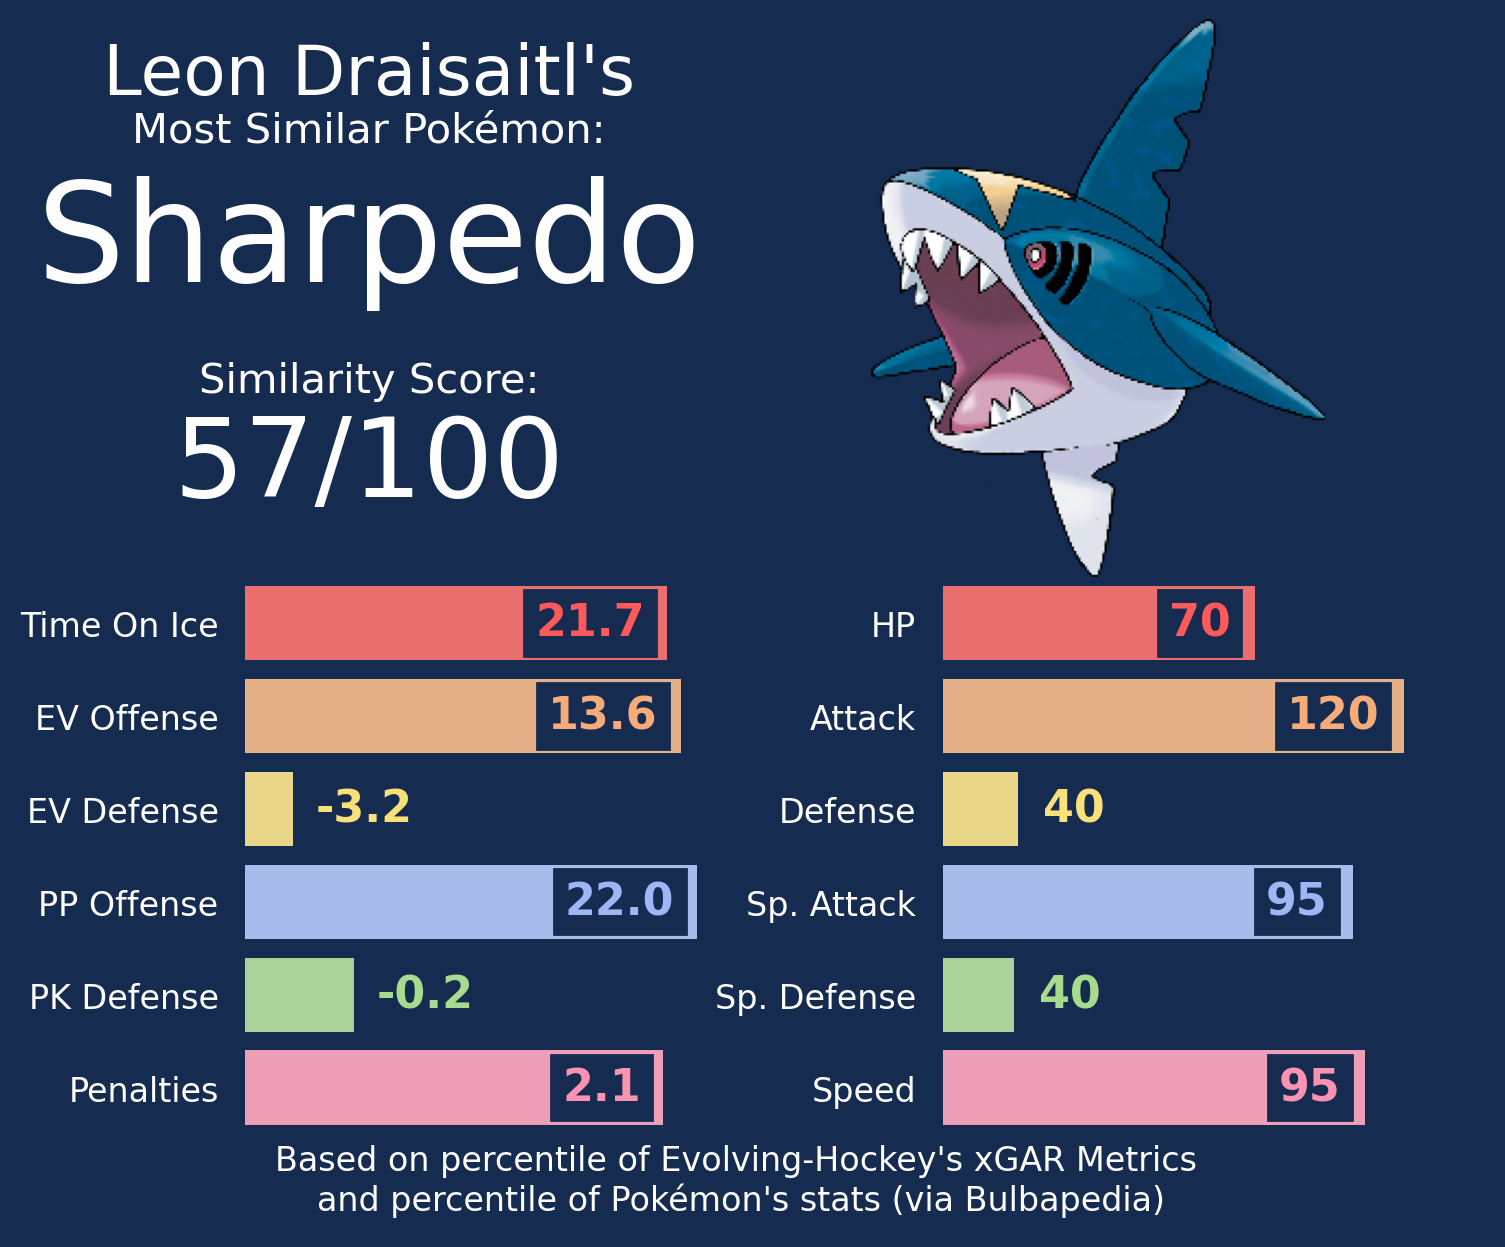 Leon Draisaitl's
Most Similar Pokémon:
Sharpedo
Similarity Score:
57/100
Time On Ice 21.7
EV Offense 13.6
EV Defense -3.2
PP Offense 22.0
PK Defense -0.2
Penalties 2.1
HP 70
Attack 120
Defense 40
Sp. Attack 95
Sp. Defense 40
Speed 95
Based on percentile of Evolving-Hockey's xGAR Metrics
and percentile of Pokémon's stats (via Bulbapedia)